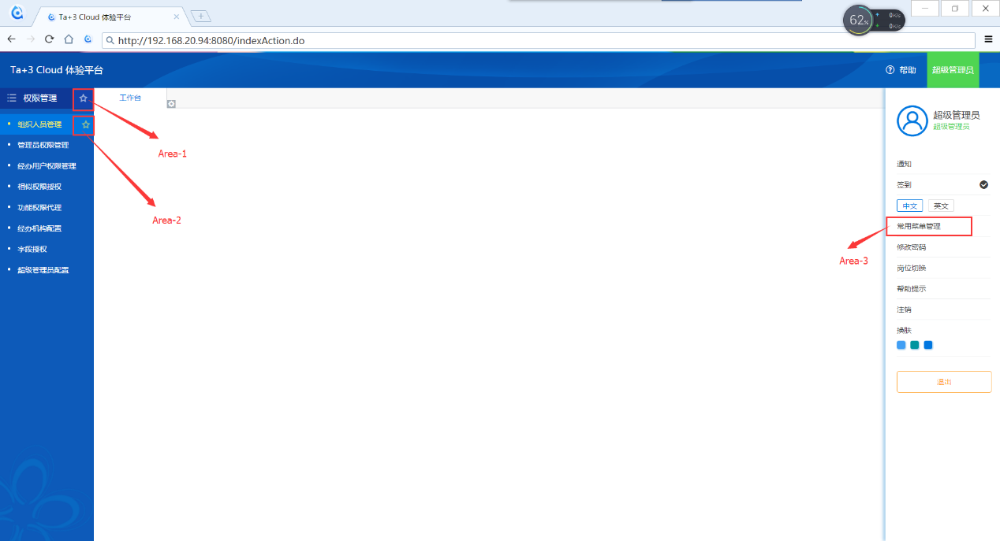 Ta+3 Cloud 体验平台
http://192.168.20.94:8080/indexAction.do
62%
0K/s
0K/s
Ta+3 Cloud 体验平台
帮助
超级管理员
权限管理
工作台
组织人员管理
管理员权限管理
经办用户权限管理
相似权限授权
功能权限代理
经办机构配置
字段授权
超级管理员配置
Area-1
Area-2
超级管理员
超级管理员
通知
签到
中文 英文
常用菜单管理
Area-3
修改密码
岗位切换
帮助提示
注销
换肤
退出